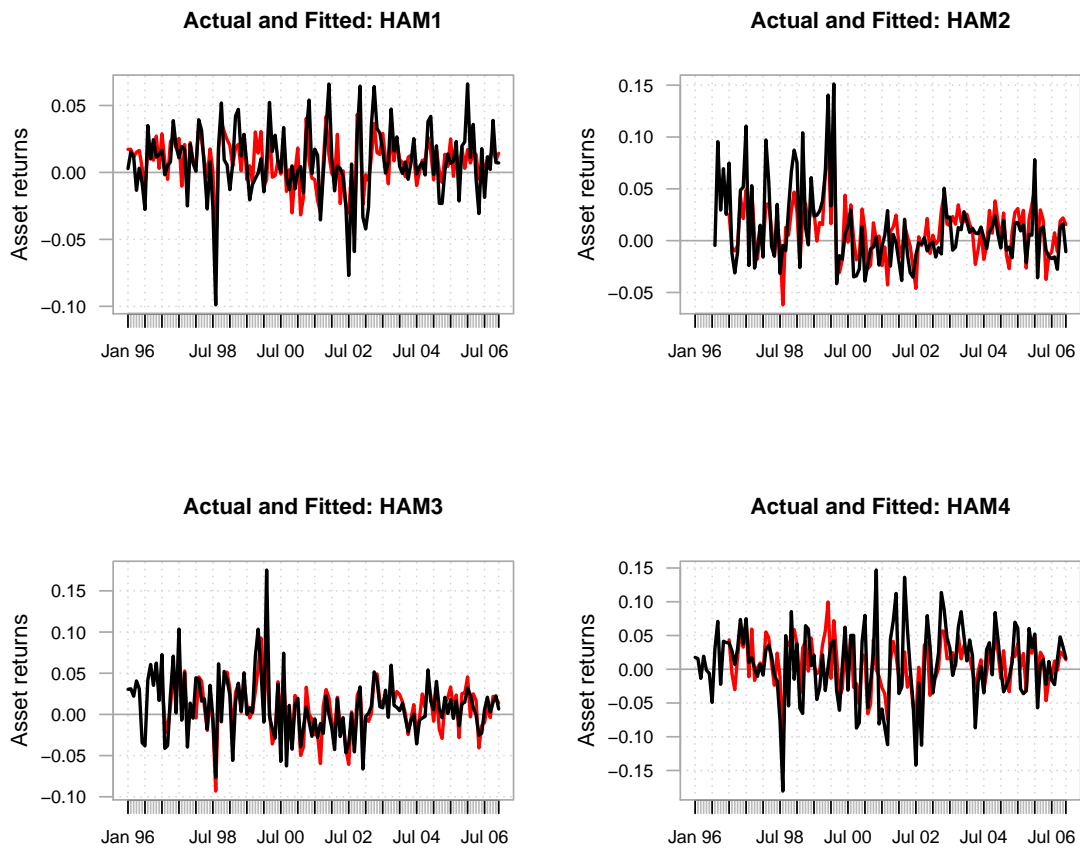 Actual and Fitted: HAM1
Asset returns
0.05
0.00
−0.05
−0.10
Jan 96 Jul 98 Jul 00 Jul 02 Jul 04 Jul 06
Actual and Fitted: HAM2
Asset returns
0.15
0.10
0.05
0.00
−0.05
Jan 96 Jul 98 Jul 00 Jul 02 Jul 04 Jul 06
Actual and Fitted: HAM3
Asset returns
0.15
0.10
0.05
0.00
−0.05
−0.10
Jan 96 Jul 98 Jul 00 Jul 02 Jul 04 Jul 06
Actual and Fitted: HAM4
Asset returns
0.15
0.10
0.05
0.00
−0.05
−0.10
−0.15
Jan 96 Jul 98 Jul 00 Jul 02 Jul 04 Jul 06